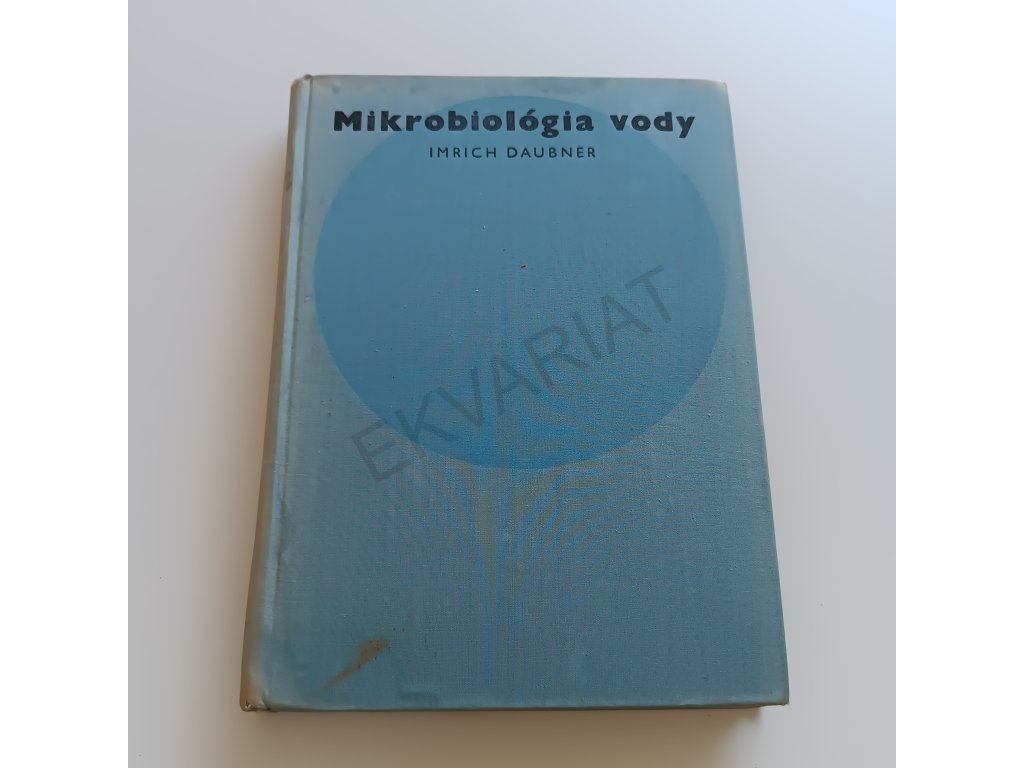 Mikrobiológia vody
IMRICH DAUBNER
EKVARIAT